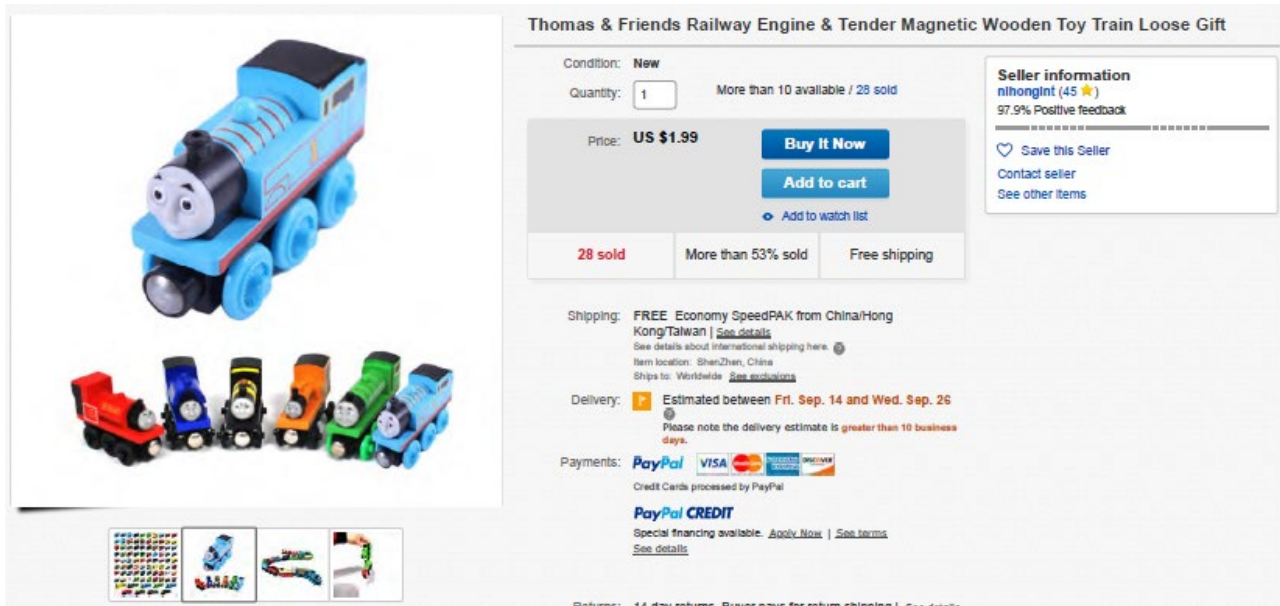 Thomas & Friends Railway Engine & Tender Magnetic Wooden Toy Train Loose Gift
Condition: New
Quantity: 1 More than 10 available / 28 sold
Price: US $1.99
Buy It Now
Add to cart
Add to watch list
28 sold More than 53% sold Free shipping
Shipping: FREE Economy SpeedPAK from China/Hong
Kong/Taiwan | See details
See details about international shipping here.
Item location: ShenZhen, China
Ships to: Worldwide See exclusions
Delivery: Estimated between Fri. Sep. 14 and Wed. Sep. 26
Please note the delivery estimate is greater than 10 business
days.
Payments: PayPal VISA DISCOVER
Credit Cards processed by PayPal
PayPal CREDIT
Special financing available. Apply Now | See terms
See details
Returns: 14 day returns. Buyer pays for return shipping | See details
Seller information
nihongint (45)
97.9% Positive feedback
Save this Seller
Contact seller
See other items